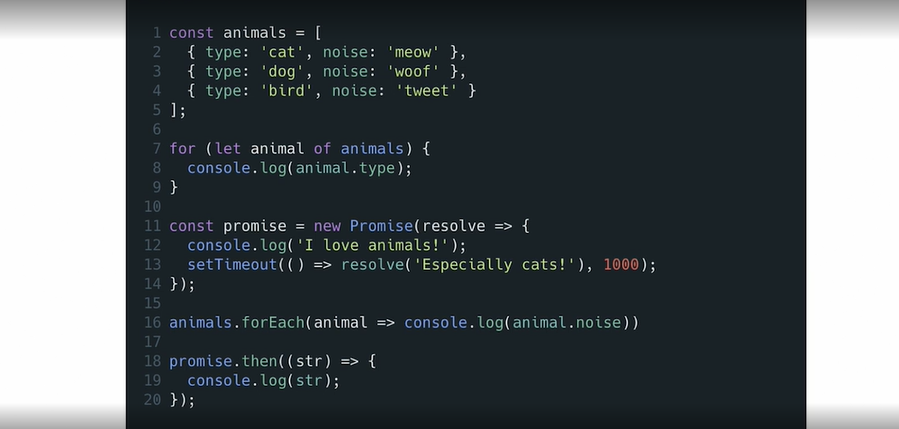 1 const animals = [
2   { type: 'cat', noise: 'meow' },
3   { type: 'dog', noise: 'woof' },
4   { type: 'bird', noise: 'tweet' }
5 ];
6
7 for (let animal of animals) {
8   console.log(animal.type);
9 }
10
11 const promise = new Promise(resolve => {
12   console.log('I love animals!');
13   setTimeout(() => resolve('Especially cats!'), 1000);
14 });
15
16 animals.forEach(animal => console.log(animal.noise))
17
18 promise.then((str) => {
19   console.log(str);
20 });